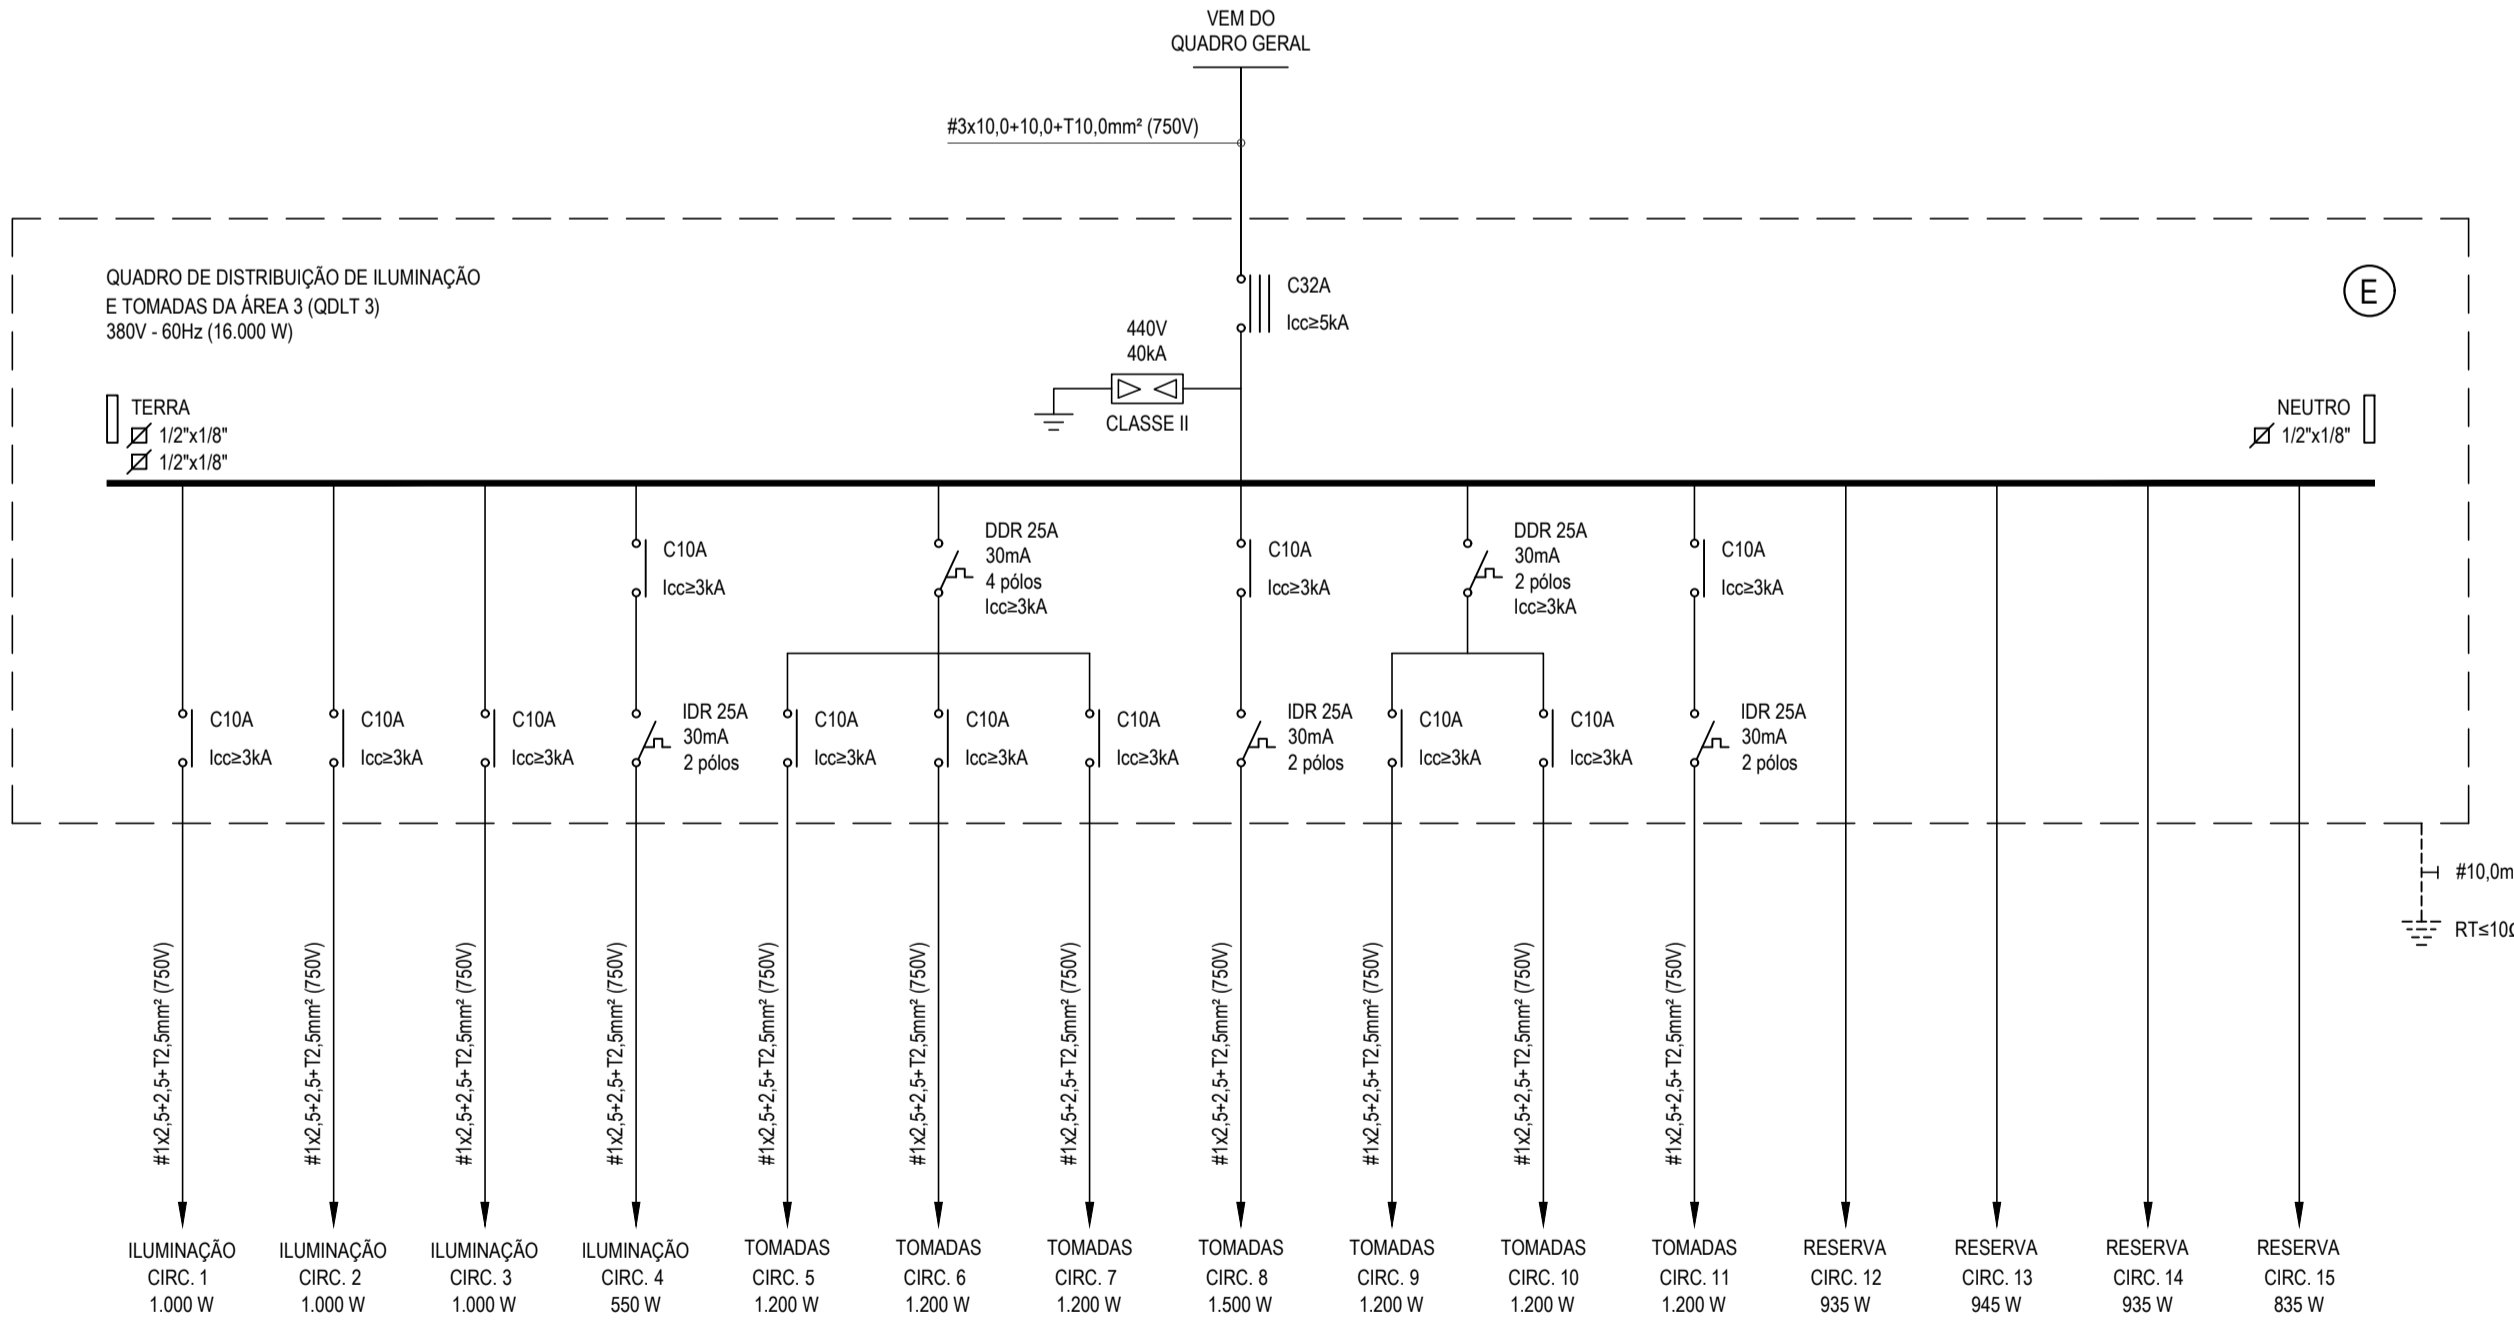 VEM DO
QUADRO GERAL
#3x10,0+10,0+T10,0mm² (750V)
QUADRO DE DISTRIBUIÇÃO DE ILUMINAÇÃO
E TOMADAS DA ÁREA 3 (QDLT 3)
380V - 60Hz (16.000 W)
C32A
Icc≥5kA
E
440V
40kA
CLASSE II
TERRA
1/2"x1/8"
1/2"x1/8"
NEUTRO
1/2"x1/8"
C10A
Icc≥3kA
DDR 25A
30mA
4 pólos
Icc≥3kA
C10A
Icc≥3kA
DDR 25A
30mA
2 pólos
Icc≥3kA
C10A
Icc≥3kA
C10A
Icc≥3kA
C10A
Icc≥3kA
C10A
Icc≥3kA
IDR 25A
30mA
2 pólos
C10A
Icc≥3kA
C10A
Icc≥3kA
C10A
Icc≥3kA
IDR 25A
30mA
2 pólos
C10A
Icc≥3kA
C10A
Icc≥3kA
IDR 25A
30mA
2 pólos
#10,0m
RT≤10Ω
#1x2,5+2,5+T2,5mm² (750V)
#1x2,5+2,5+T2,5mm² (750V)
#1x2,5+2,5+T2,5mm² (750V)
#1x2,5+2,5+T2,5mm² (750V)
#1x2,5+2,5+T2,5mm² (750V)
#1x2,5+2,5+T2,5mm² (750V)
#1x2,5+2,5+T2,5mm² (750V)
#1x2,5+2,5+T2,5mm² (750V)
#1x2,5+2,5+T2,5mm² (750V)
#1x2,5+2,5+T2,5mm² (750V)
#1x2,5+2,5+T2,5mm² (750V)
ILUMINAÇÃO
CIRC. 1
1.000 W
ILUMINAÇÃO
CIRC. 2
1.000 W
ILUMINAÇÃO
CIRC. 3
1.000 W
ILUMINAÇÃO
CIRC. 4
550 W
TOMADAS
CIRC. 5
1.200 W
TOMADAS
CIRC. 6
1.200 W
TOMADAS
CIRC. 7
1.200 W
TOMADAS
CIRC. 8
1.500 W
TOMADAS
CIRC. 9
1.200 W
TOMADAS
CIRC. 10
1.200 W
TOMADAS
CIRC. 11
1.200 W
RESERVA
CIRC. 12
935 W
RESERVA
CIRC. 13
945 W
RESERVA
CIRC. 14
935 W
RESERVA
CIRC. 15
835 W